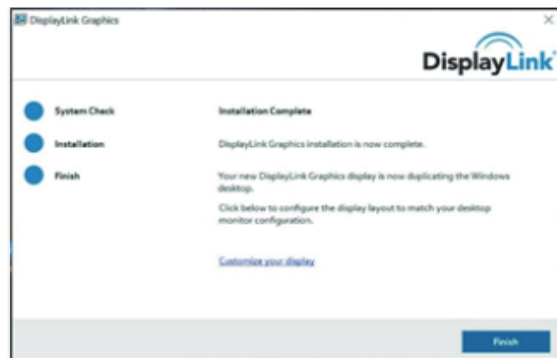 DisplayLink Graphics
DisplayLink
System Check
Installation Complete
Installation
DisplayLink Graphics installation is now complete.
Finish
Your new DisplayLink Graphics display is now duplicating the Windows
desktop.
Click below to configure the display layout to match your desktop
monitor configuration.
Customize your display
Finish